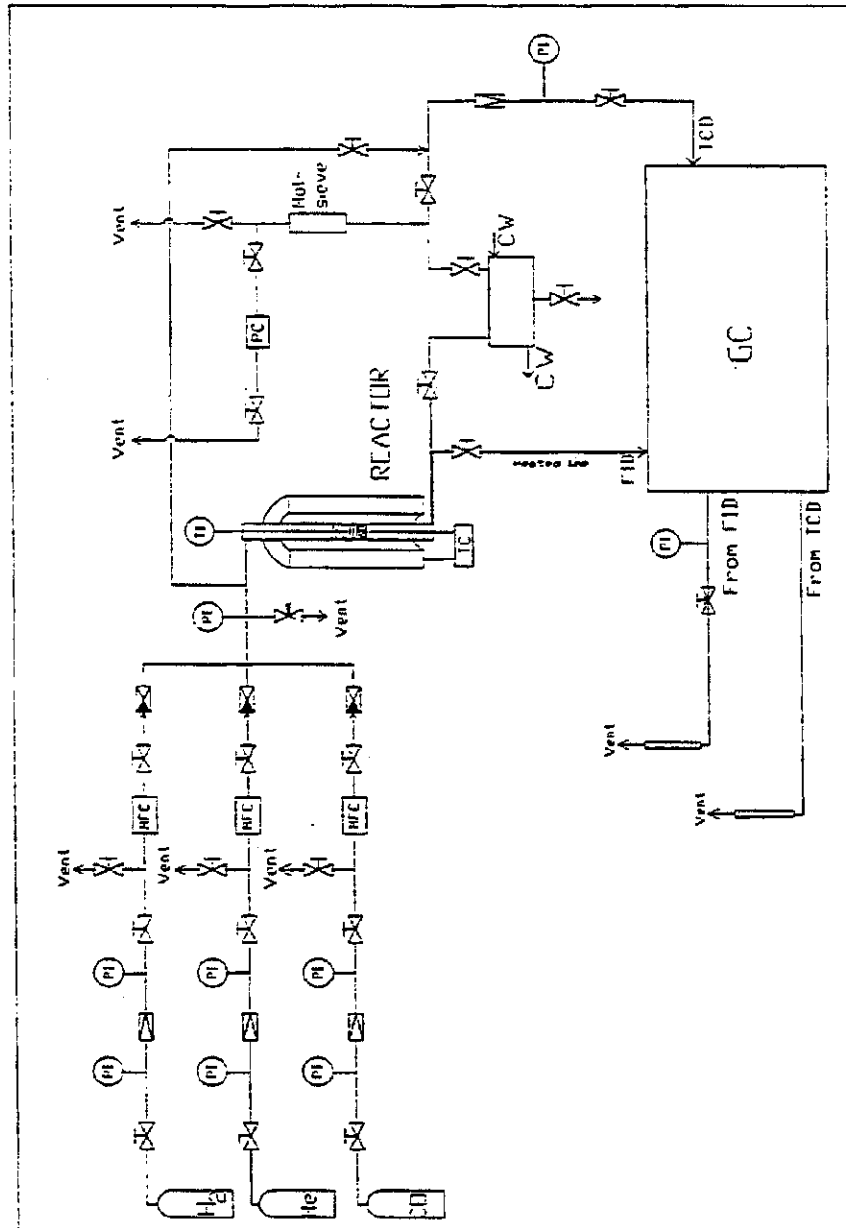 Vent
PI
Mol-
sieve
Vent
PC
CW
CW
TCD
REACTOR
GC
Heated Line
FID
TI
TC
PI
Vent
PI
From FID
From TCD
Vent
Vent
MFC
MFC
MFC
Vent
Vent
Vent
PI
PI
PI
PI
PI
PI
H2
He
CO